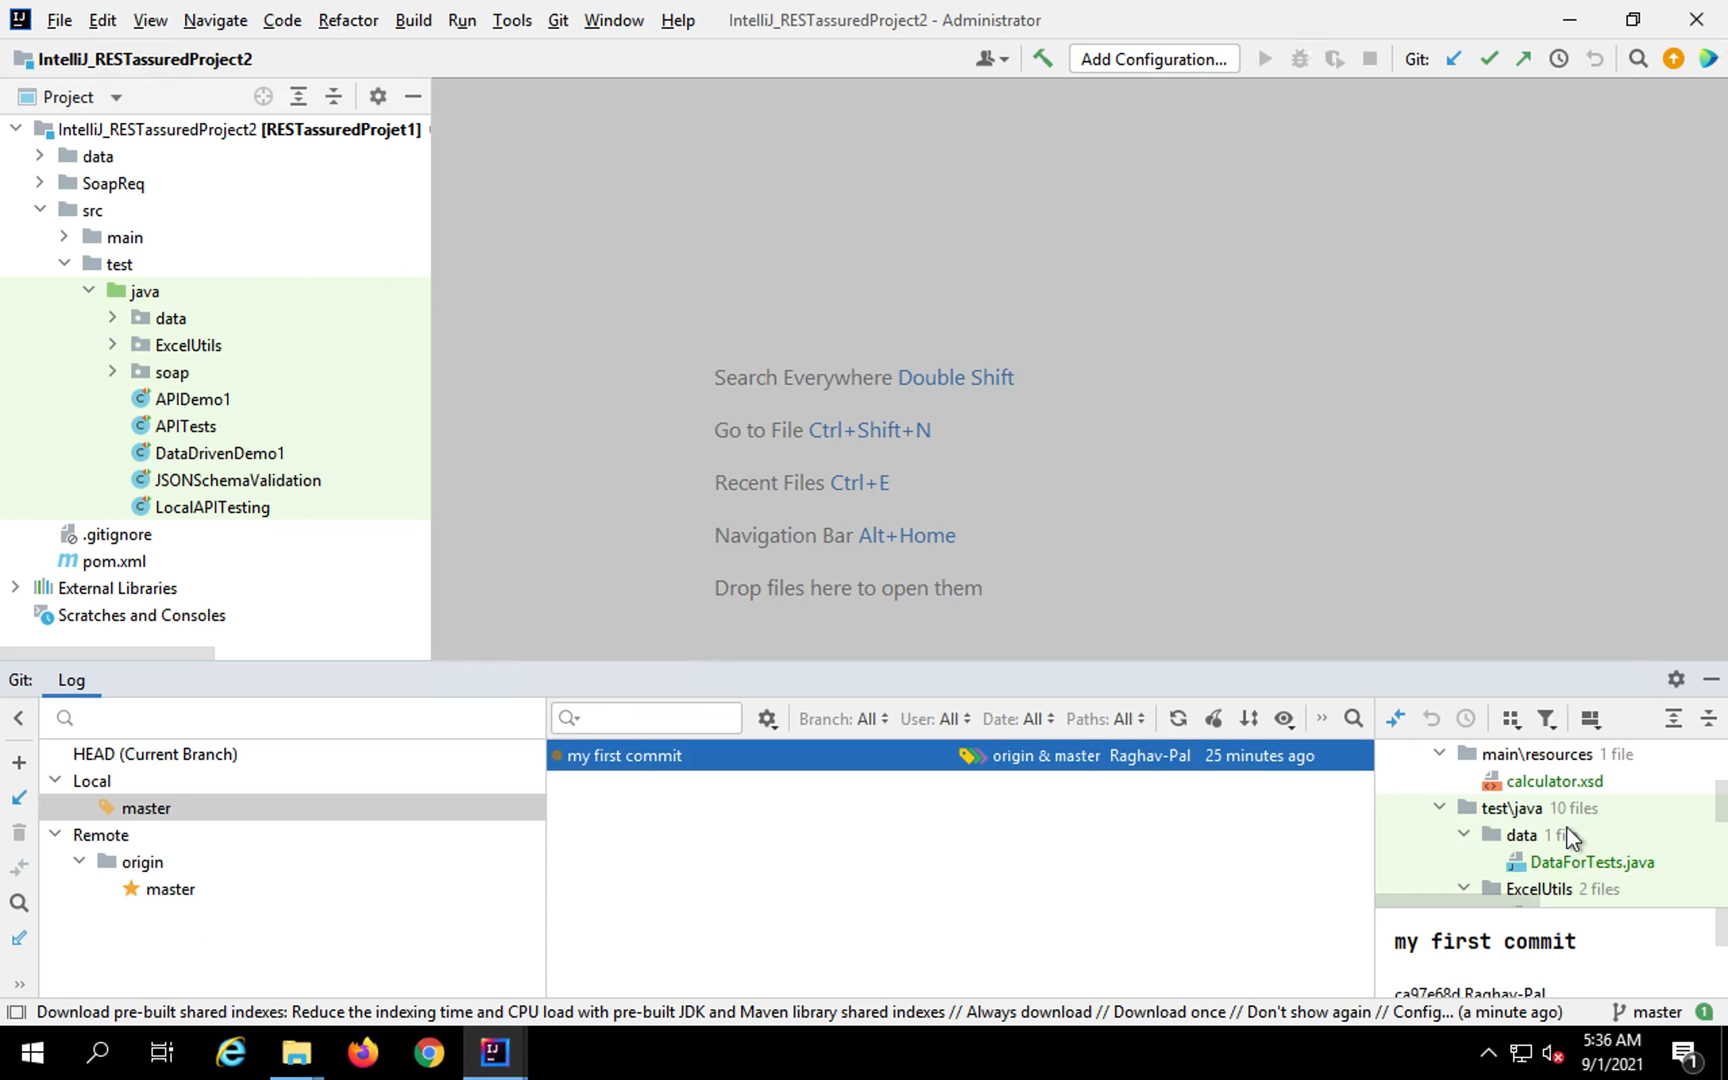 File Edit View Navigate Code Refactor Build Run Tools Git Window Help IntelliJ_RESTassuredProject2 - Administrator
IntelliJ_RESTassuredProject2 Add Configuration... Git:
Project
IntelliJ_RESTassuredProject2 [RESTassuredProjet1]
data
SoapReq
src
main
test
java
data
ExcelUtils
soap
APIDemo1
APITests
DataDrivenDemo1
JSONSchemaValidation
LocalAPITesting
.gitignore
pom.xml
External Libraries
Scratches and Consoles
Search Everywhere Double Shift
Go to File Ctrl+Shift+N
Recent Files Ctrl+E
Navigation Bar Alt+Home
Drop files here to open them
Git: Log
Branch: All User: All Date: All Paths: All
HEAD (Current Branch)
Local
master
Remote
origin
master
my first commit origin & master Raghav-Pal 25 minutes ago
main\resources 1 file
calculator.xsd
test\java 10 files
data 1
DataForTests.java
ExcelUtils 2 files
my first commit
ca97e68d Raghav-Pal
Download pre-built shared indexes: Reduce the indexing time and CPU load with pre-built JDK and Maven library shared indexes // Always download // Download once // Don't show again // Config... (a minute ago) master 1
5:36 AM
9/1/2021
1